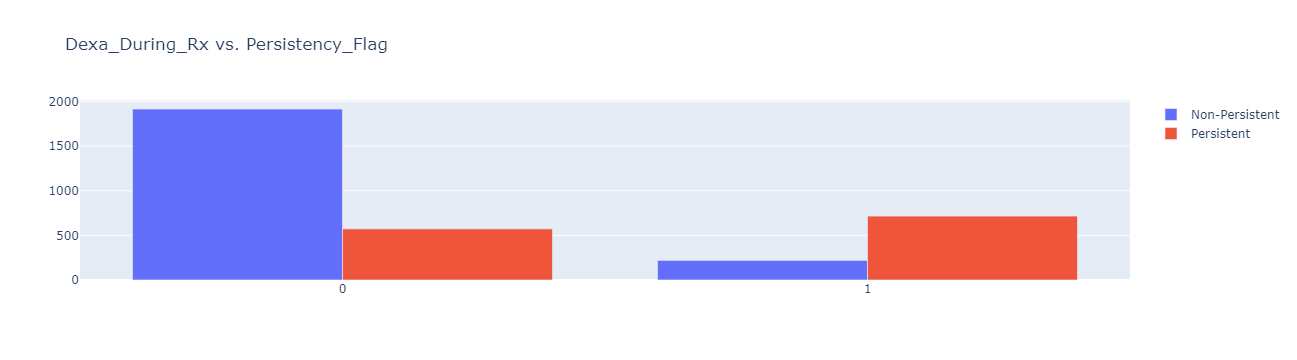 Dexa_During_Rx vs. Persistency_Flag
2000
1500
1000
500
0
0
1
Non-Persistent
Persistent